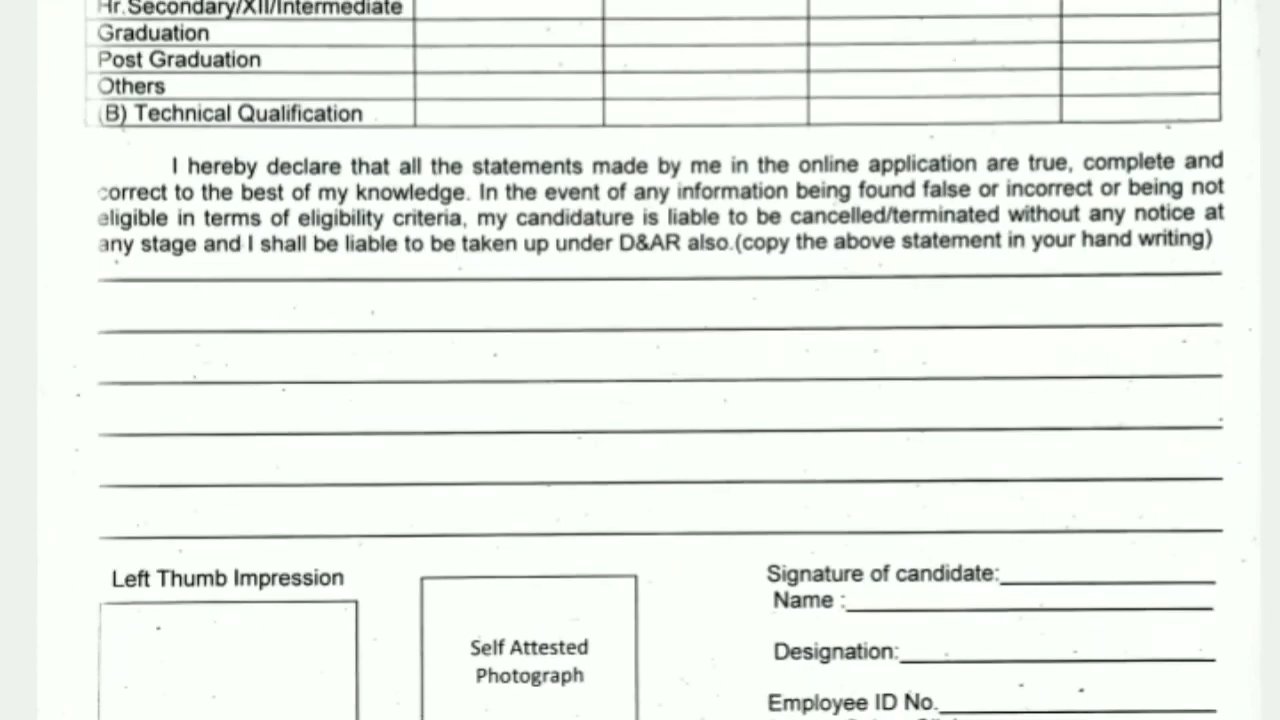 Hr.Secondary/XII/Intermediate
Graduation
Post Graduation
Others
(B) Technical Qualification
I hereby declare that all the statements made by me in the online application are true, complete and
correct to the best of my knowledge. In the event of any information being found false or incorrect or being not
eligible in terms of eligibility criteria, my candidature is liable to be cancelled/terminated without any notice at
any stage and I shall be liable to be taken up under D&AR also.(copy the above statement in your hand writing)
Left Thumb Impression
Self Attested
Photograph
Signature of candidate:
Name :
Designation:
Employee ID No.